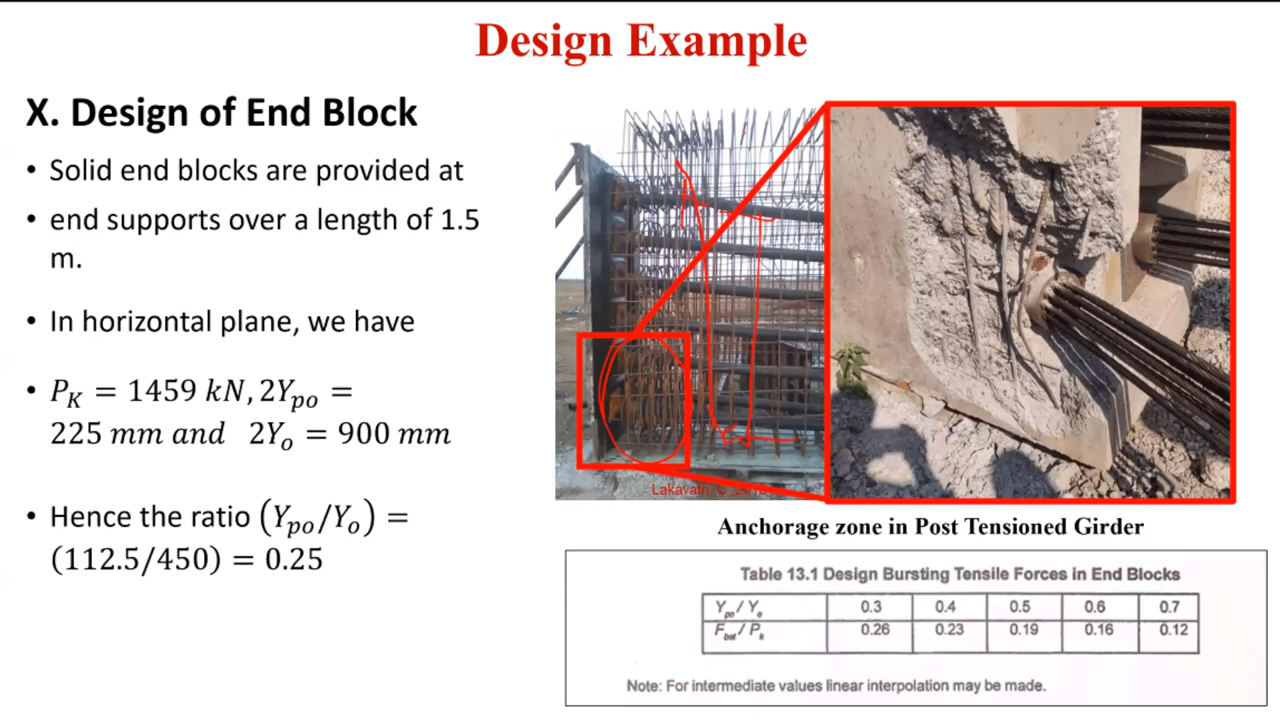 Design Example
X. Design of End Block
• Solid end blocks are provided at
• end supports over a length of 1.5
m.
• In horizontal plane, we have
• P_K = 1459 kN, 2Y_po =
225 mm and 2Y_o = 900 mm
• Hence the ratio (Y_po/Y_o) =
(112.5/450) = 0.25
Anchorage zone in Post Tensioned Girder
Table 13.1 Design Bursting Tensile Forces in End Blocks
Y_po / Y_o 0.3 0.4 0.5 0.6 0.7
F_bst / P_k 0.26 0.23 0.19 0.16 0.12
Note: For intermediate values linear interpolation may be made.